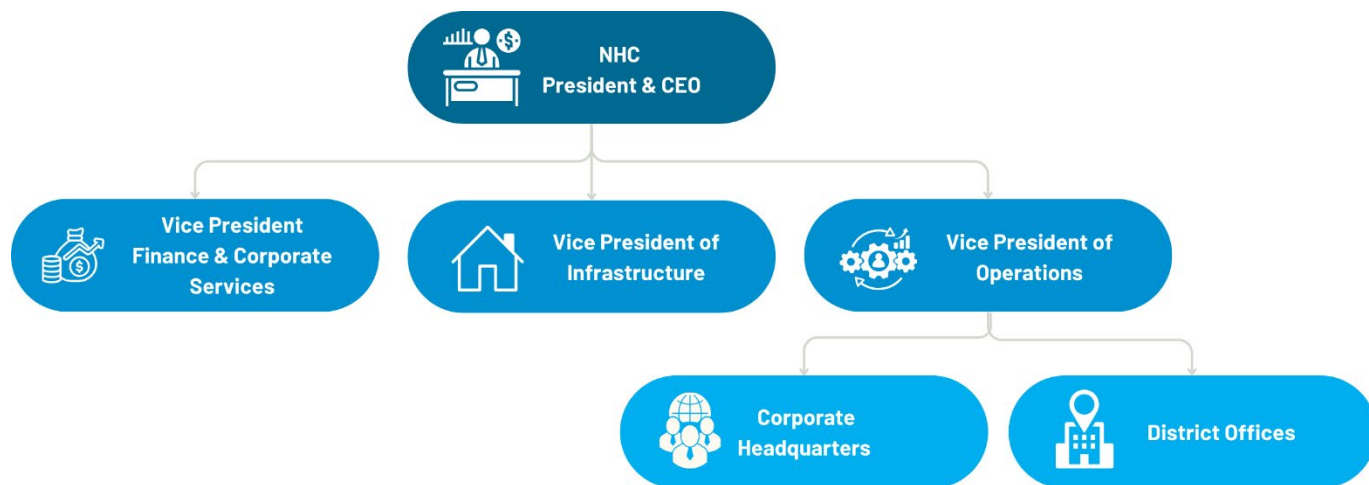 NHC
President & CEO
Vice President
Finance & Corporate
Services
Vice President of
Infrastructure
Vice President of
Operations
Corporate
Headquarters
District Offices